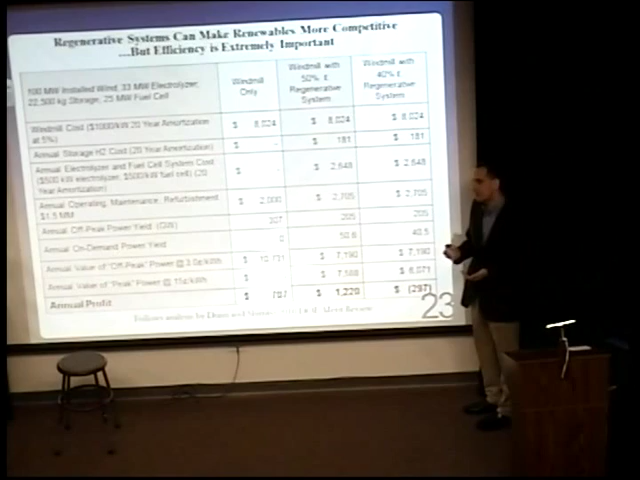 Regenerative Systems Can Make Renewables More Competitive
...But Efficiency is Extremely Important
100 MW Installed Wind, 33 MW Electrolyzer, 22,500 kg Storage, 25 MW Fuel Cell
Windmill Only
Windmill with 50% ε Regenerative System
Windmill with 40% ε Regenerative System
Windmill Cost ($1000/kW 20 Year Amortization at 5%) $ 8,024 $ 8,024 $ 8,024
Annual Storage H2 Cost (20 Year Amortization) $ - $ 181 $ 181
Annual Electrolyzer and Fuel Cell System Cost ($500 kW electrolyzer, $500/kW fuel cell) (20 Year Amortization) $ $ 2,648 $ 2,648
Annual Operating, Maintenance, Refurbishment $1.5 MM $ 2,000 $ 2,705 $ 2,705
Annual Off-Peak Power Yield (GW) 307 205 205
Annual On-Demand Power Yield 0 50.6 40.5
Annual Value of "Off-Peak" Power @ $ $ 7,190 $ 7,190
Annual Value of "Peak" Power @ $ $ $ 6,071
Annual Profit $ 707 $ 1,220 $ (297)
Follows analysis by
23